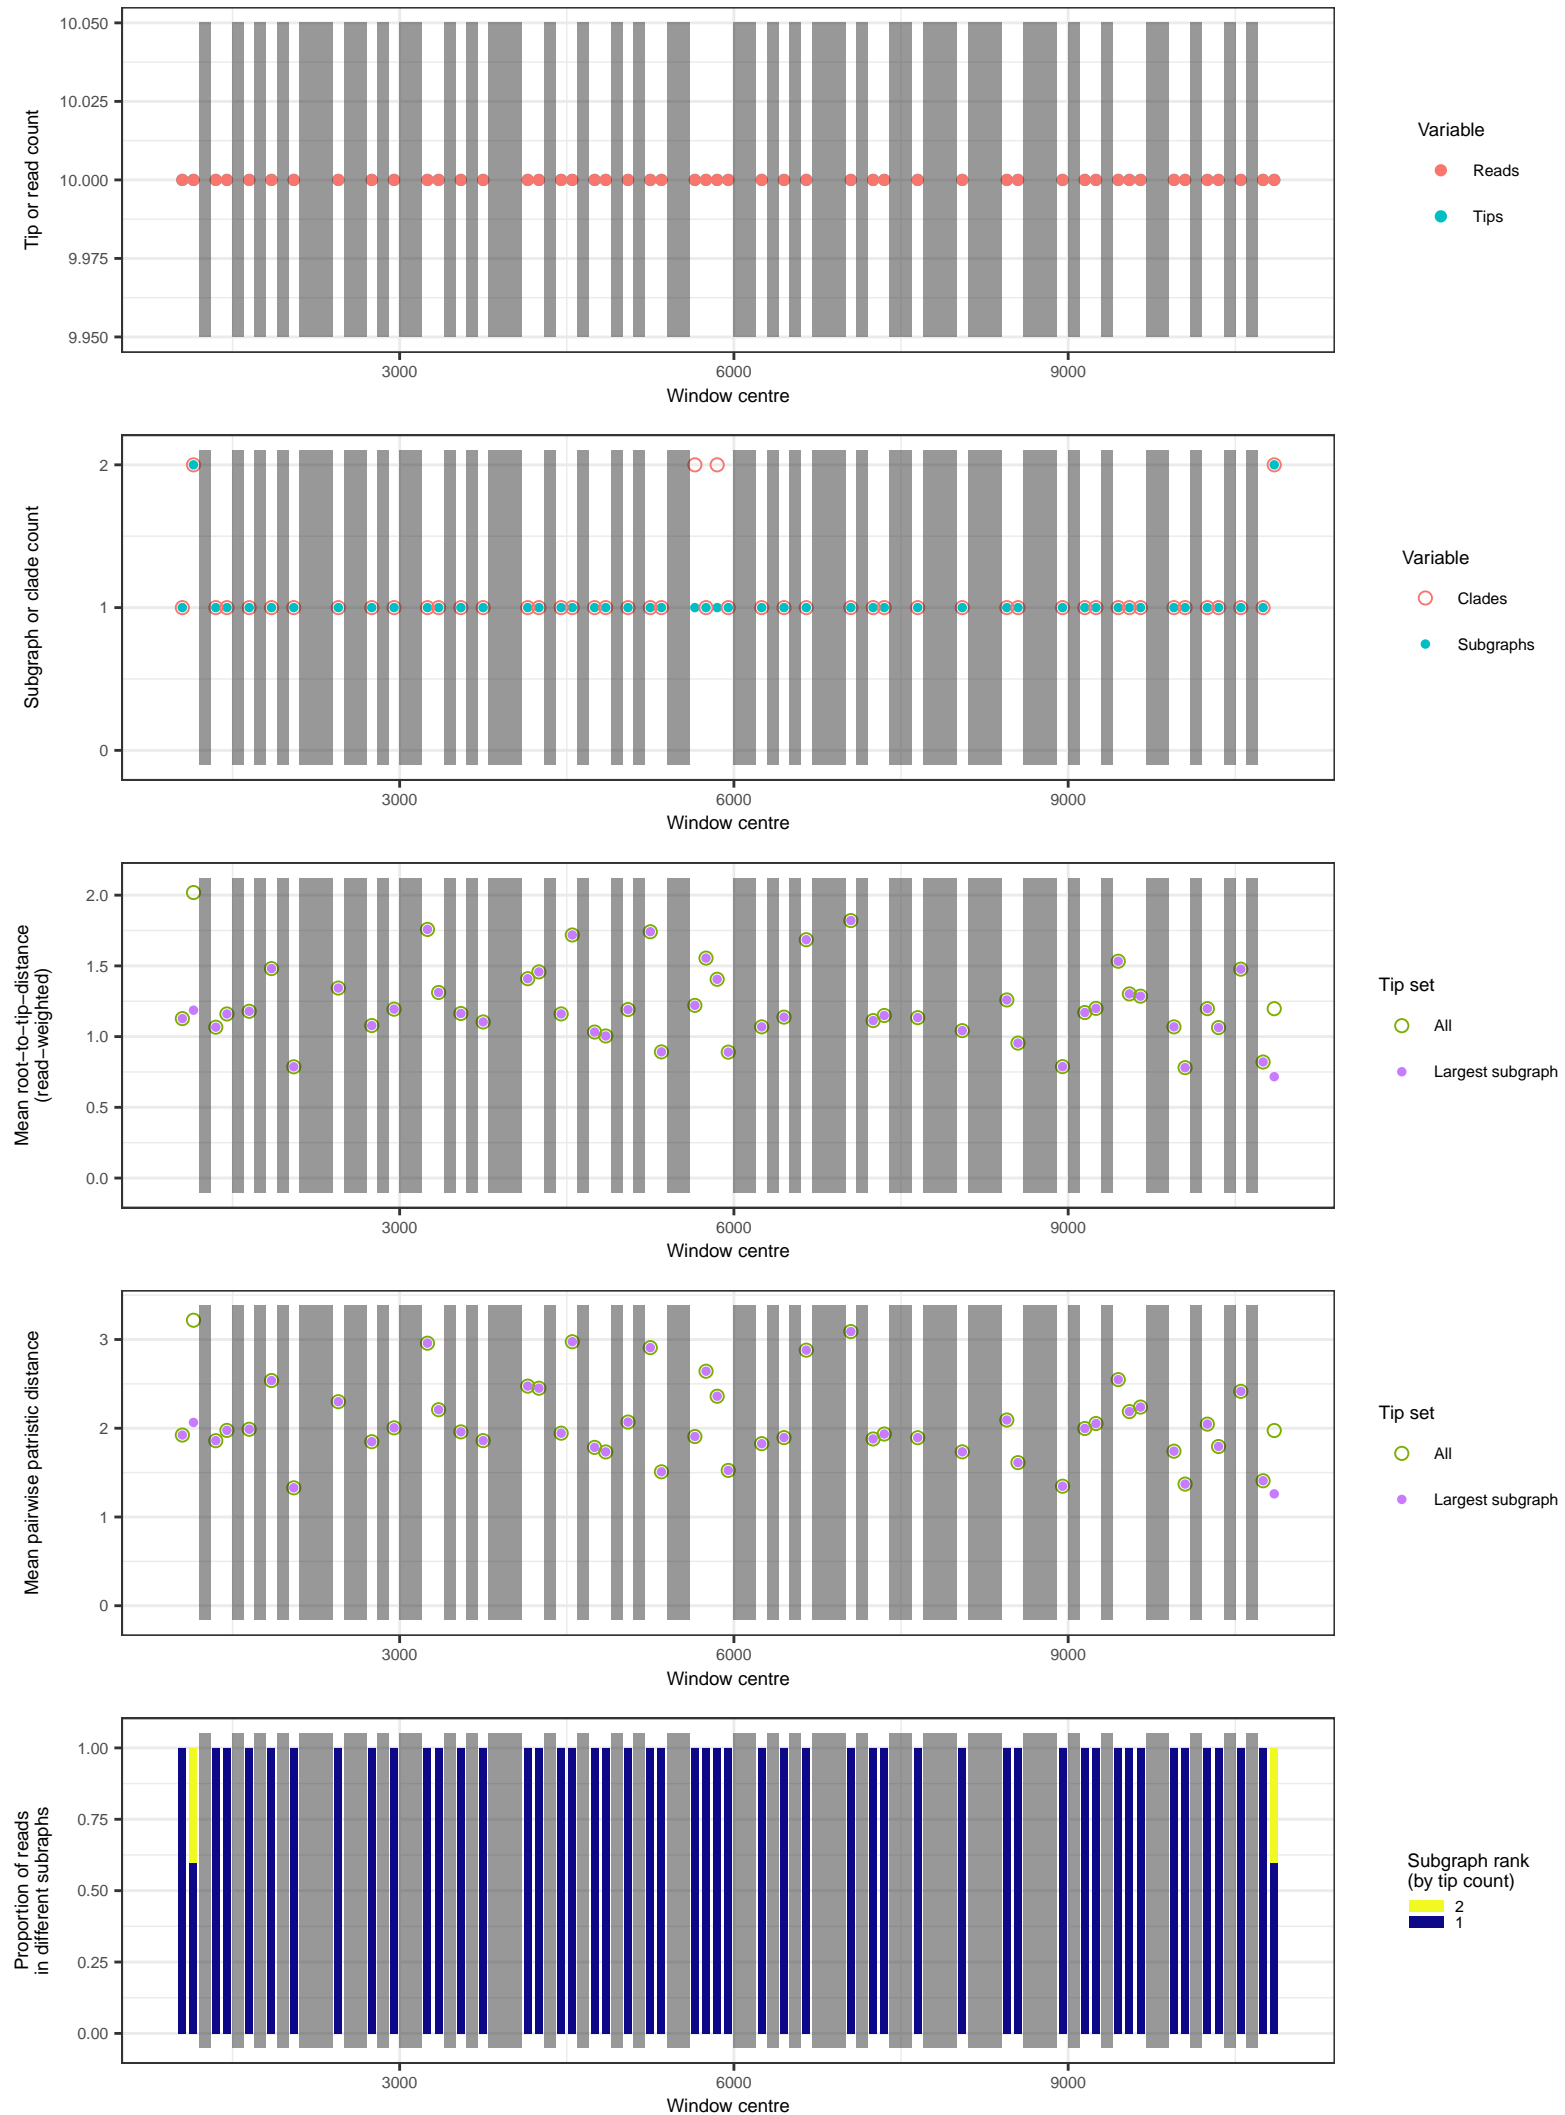 10.050
10.025
10.000
9.975
9.950
Tip or read count
3000
6000
9000
Window centre
Variable
Reads
Tips
2
1
0
Subgraph or clade count
3000
6000
9000
Window centre
Variable
Clades
Subgraphs
2.0
1.5
1.0
0.5
0.0
Mean root−to−tip−distance
(read−weighted)
3000
6000
9000
Window centre
Tip set
All
Largest subgraph
3
2
1
0
Mean pairwise patristic distance
3000
6000
9000
Window centre
Tip set
All
Largest subgraph
1.00
0.75
0.50
0.25
0.00
Proportion of reads
in different subraphs
3000
6000
9000
Window centre
Subgraph rank
(by tip count)
2
1